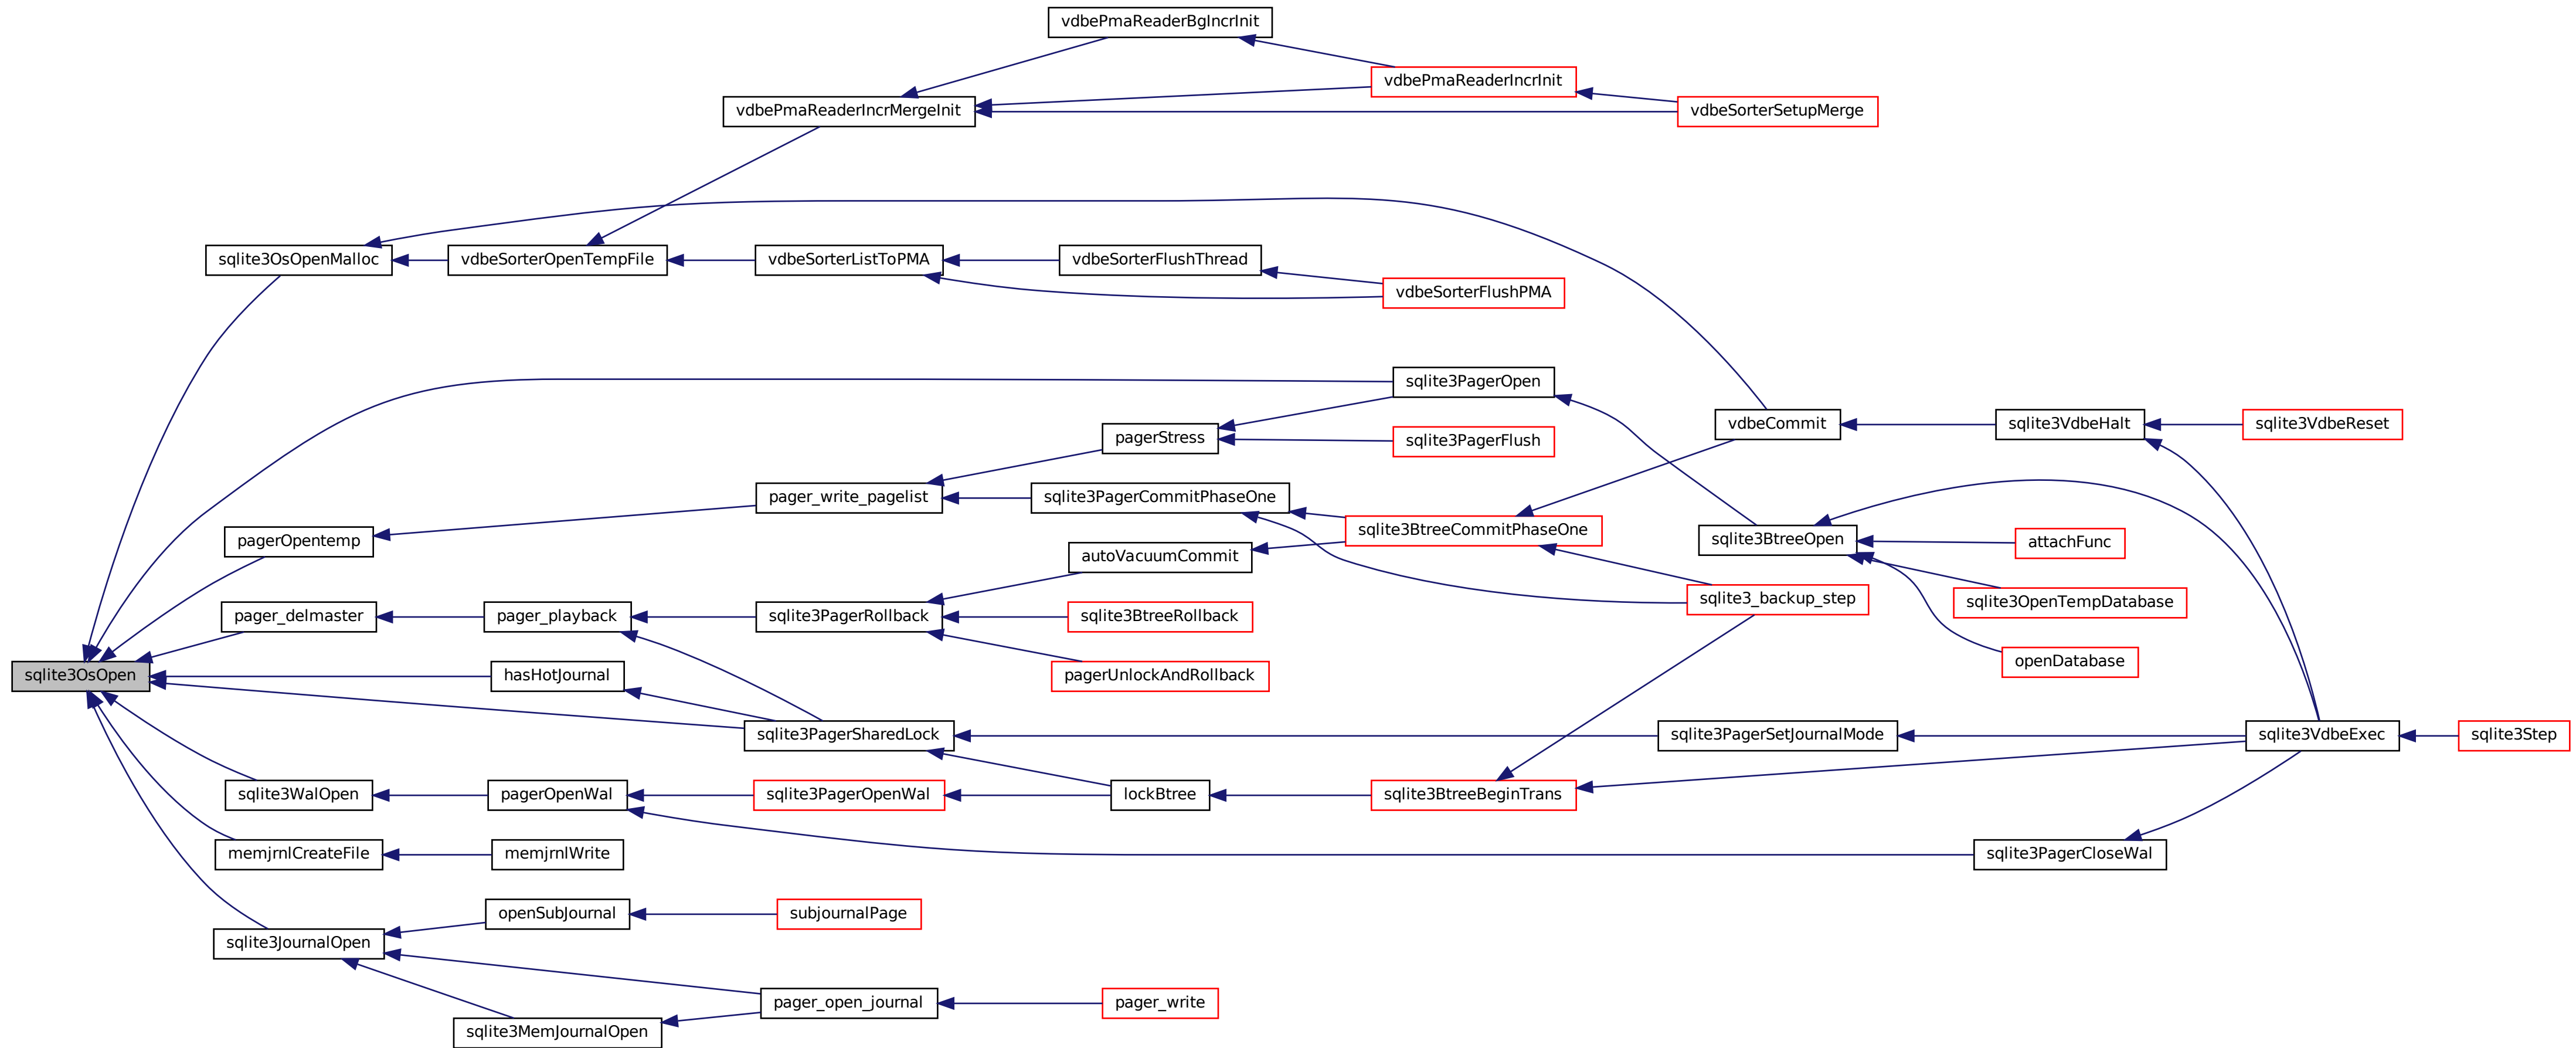 vdbePmaReaderBgIncrInit
vdbePmaReaderIncrInit
vdbePmaReaderIncrMergeInit
vdbeSorterSetupMerge
sqlite3OsOpenMalloc
vdbeSorterOpenTempFile
vdbeSorterListToPMA
vdbeSorterFlushThread
vdbeSorterFlushPMA
sqlite3PagerOpen
pagerStress
sqlite3PagerFlush
vdbeCommit
sqlite3VdbeHalt
sqlite3VdbeReset
pager_write_pagelist
sqlite3PagerCommitPhaseOne
sqlite3BtreeCommitPhaseOne
pagerOpentemp
sqlite3BtreeOpen
attachFunc
autoVacuumCommit
sqlite3_backup_step
sqlite3OpenTempDatabase
pager_delmaster
pager_playback
sqlite3PagerRollback
sqlite3BtreeRollback
sqlite3OsOpen
hasHotJournal
pagerUnlockAndRollback
openDatabase
sqlite3PagerSharedLock
sqlite3PagerSetJournalMode
sqlite3VdbeExec
sqlite3Step
sqlite3WalOpen
pagerOpenWal
sqlite3PagerOpenWal
lockBtree
sqlite3BtreeBeginTrans
memjrnlCreateFile
memjrnlWrite
sqlite3PagerCloseWal
openSubJournal
subjournalPage
sqlite3JournalOpen
pager_open_journal
pager_write
sqlite3MemJournalOpen